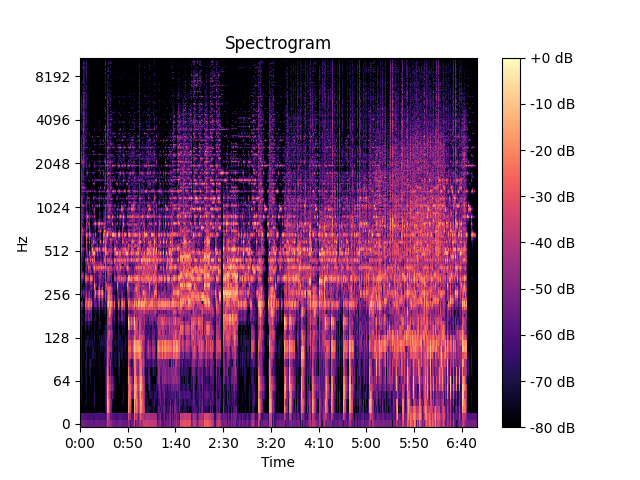 Spectrogram
Hz
8192
4096
2048
1024
512
256
128
64
0
0:00 0:50 1:40 2:30 3:20 4:10 5:00 5:50 6:40
Time
+0 dB
-10 dB
-20 dB
-30 dB
-40 dB
-50 dB
-60 dB
-70 dB
-80 dB